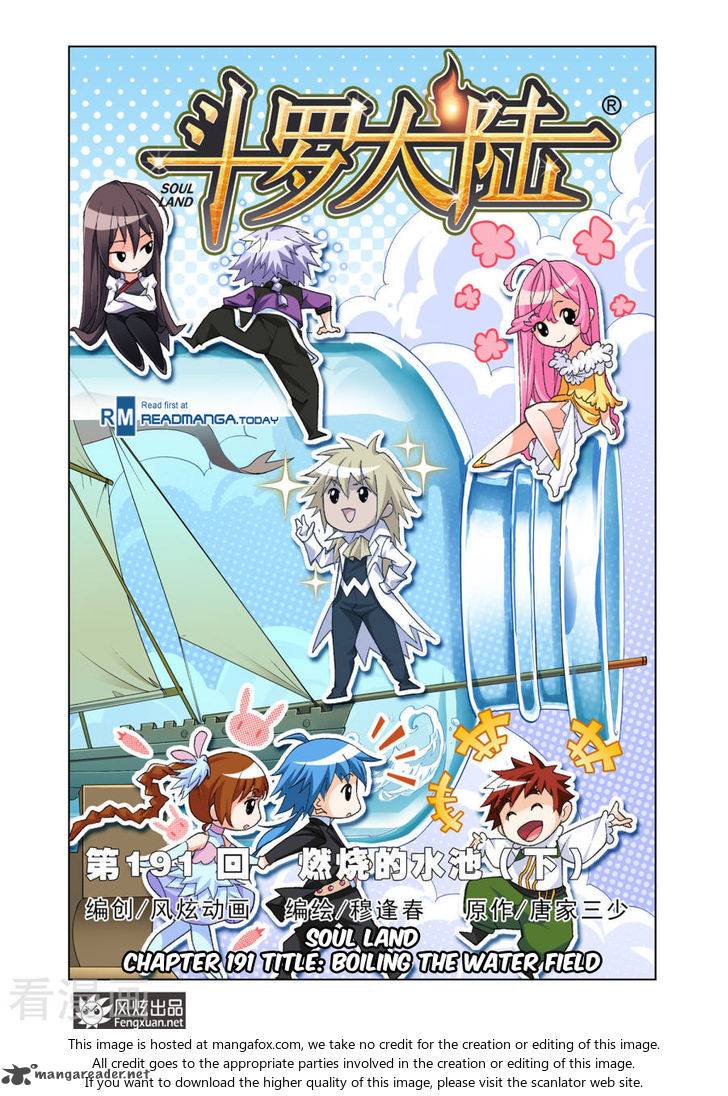 斗罗大陆®
SOUL
LAND
RM Read first at
READMANGA.TODAY
第191回 燃烧的水池(下)
编创/风炫动画 编绘/穆逢春 原作/唐家三少
SOUL LAND
CHAPTER 191 TITLE: BOILING THE WATER FIELD
看漫画
风炫出品
Fengxuan.net
This image is hosted at mangafox.com, we take no credit for the creation or editing of this image.
All credit goes to the appropriate parties involved in the creation or editing of this image.
If you want to download the higher quality of this image, please visit the scanlator web site.
mangareader.net